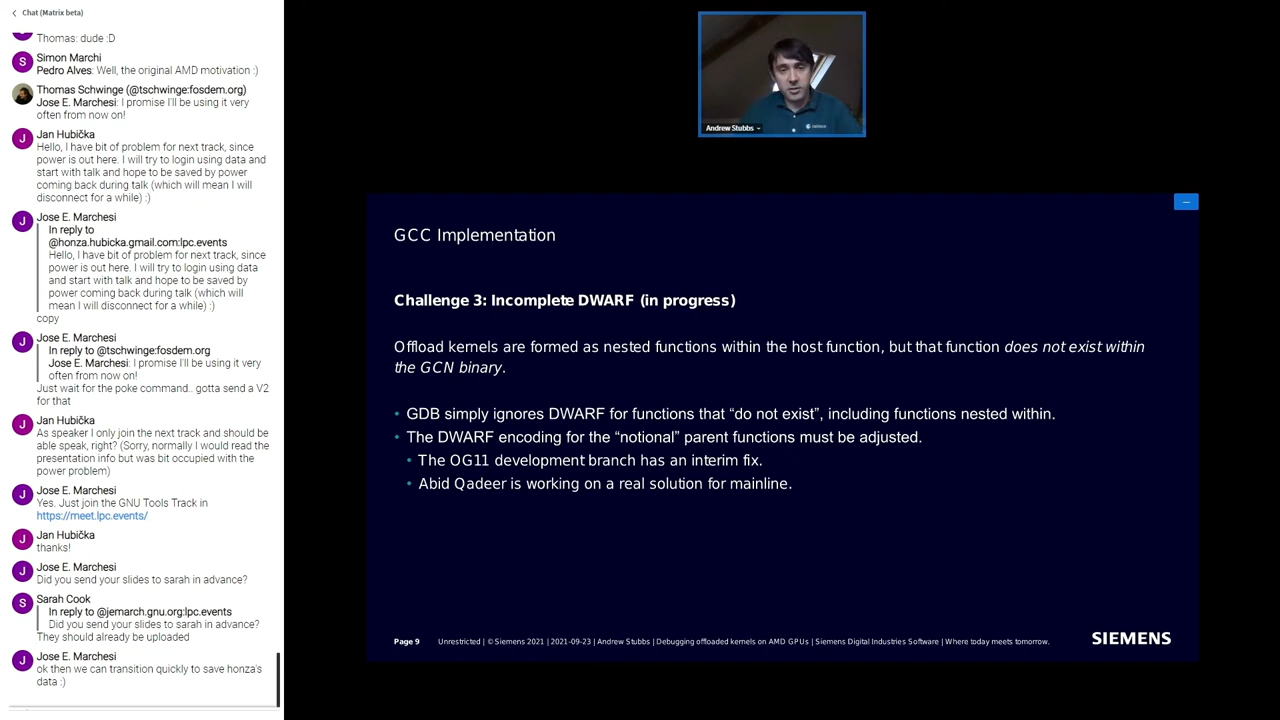 Chat (Matrix beta)
Thomas: dude :D
S
Simon Marchi
Pedro Alves: Well, the original AMD motivation :)
Thomas Schwinge (@tschwinge:fosdem.org)
Jose E. Marchesi: I promise I'll be using it very
often from now on!
J
Jan Hubička
Hello, I have bit of problem for next track, since
power is out here. I will try to login using data and
start with talk and hope to be saved by power
coming back during talk (which will mean I will
disconnect for a while) :)
J
Jose E. Marchesi
In reply to
@honza.hubicka.gmail.com:lpc.events
Hello, I have bit of problem for next track, since
power is out here. I will try to login using data
and start with talk and hope to be saved by
power coming back during talk (which will
mean I will disconnect for a while) :)
copy
J
Jose E. Marchesi
In reply to @tschwinge:fosdem.org
Jose E. Marchesi: I promise I'll be using it very
often from now on!
Just wait for the poke command.. gotta send a V2
for that
J
Jan Hubička
As speaker I only join the next track and should be
able speak, right? (Sorry, normally I would read the
presentation info but was bit occupied with the
power problem)
J
Jose E. Marchesi
Yes. Just join the GNU Tools Track in
https://meet.lpc.events/
J
Jan Hubička
thanks!
J
Jose E. Marchesi
Did you send your slides to sarah in advance?
S
Sarah Cook
In reply to @jemarch.gnu.org:lpc.events
Did you send your slides to sarah in advance?
They should already be uploaded
J
Jose E. Marchesi
ok then we can transition quickly to save honza's
data :)
Andrew Stubbs
GCC Implementation
Challenge 3: Incomplete DWARF (in progress)
Offload kernels are formed as nested functions within the host function, but that function does not exist within
the GCN binary.
• GDB simply ignores DWARF for functions that “do not exist”, including functions nested within.
• The DWARF encoding for the “notional” parent functions must be adjusted.
• The OG11 development branch has an interim fix.
• Abid Qadeer is working on a real solution for mainline.
Page 9 Unrestricted | © Siemens 2021 | 2021-09-23 | Andrew Stubbs | Debugging offloaded kernels on AMD GPUs | Siemens Digital Industries Software | Where today meets tomorrow.
SIEMENS